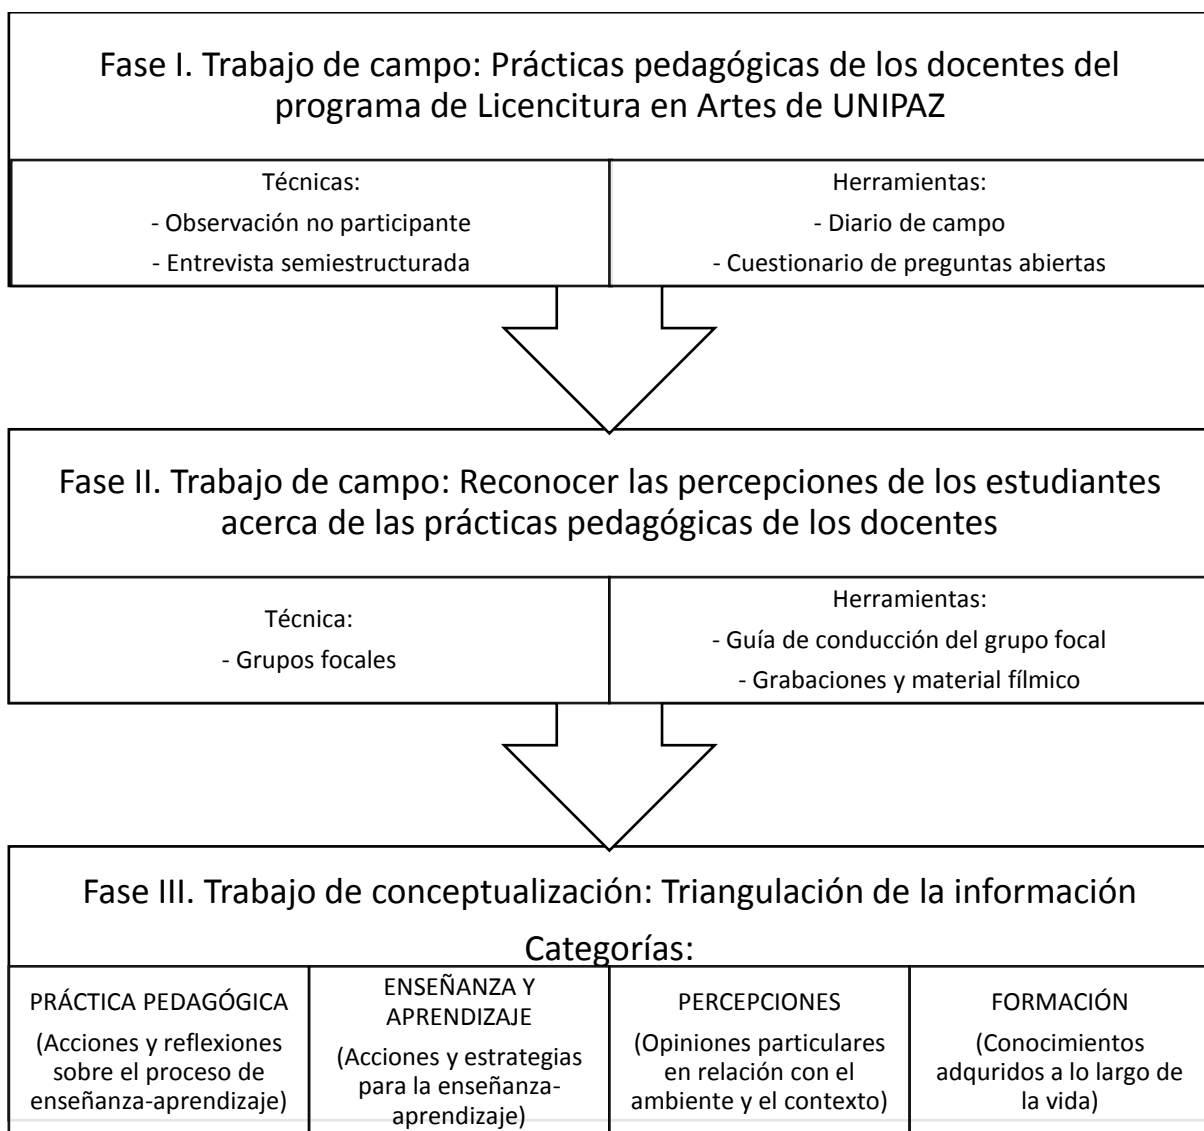 Fase I. Trabajo de campo: Prácticas pedagógicas de los docentes del
programa de Licencitura en Artes de UNIPAZ
Técnicas:
- Observación no participante
- Entrevista semiestructurada
Herramientas:
- Diario de campo
- Cuestionario de preguntas abiertas
Fase II. Trabajo de campo: Reconocer las percepciones de los estudiantes
acerca de las prácticas pedagógicas de los docentes
Técnica:
- Grupos focales
Herramientas:
- Guía de conducción del grupo focal
- Grabaciones y material fílmico
Fase III. Trabajo de conceptualización: Triangulación de la información
Categorías:
PRÁCTICA PEDAGÓGICA
(Acciones y reflexiones
sobre el proceso de
enseñanza-aprendizaje)
ENSEÑANZA Y
APRENDIZAJE
(Acciones y estrategias
para la enseñanza-
aprendizaje)
PERCEPCIONES
(Opiniones particulares
en relación con el
ambiente y el contexto)
FORMACIÓN
(Conocimientos
adquridos a lo largo de
la vida)